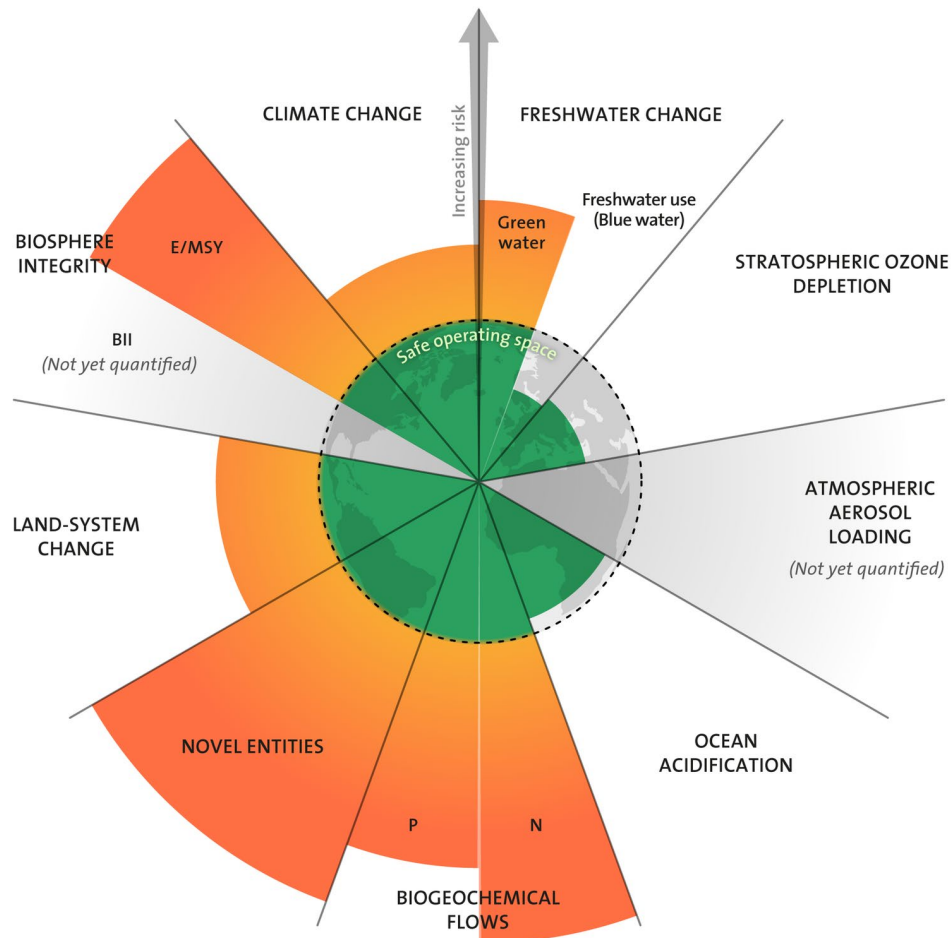 CLIMATE CHANGE
Increasing risk
FRESHWATER CHANGE
Green
water
Freshwater use
(Blue water)
STRATOSPHERIC OZONE
DEPLETION
ATMOSPHERIC
AEROSOL
LOADING
(Not yet quantified)
OCEAN
ACIDIFICATION
N
P
BIOGEOCHEMICAL
FLOWS
NOVEL ENTITIES
LAND-SYSTEM
CHANGE
BII
(Not yet quantified)
BIOSPHERE
INTEGRITY
E/MSY
Safe operating space